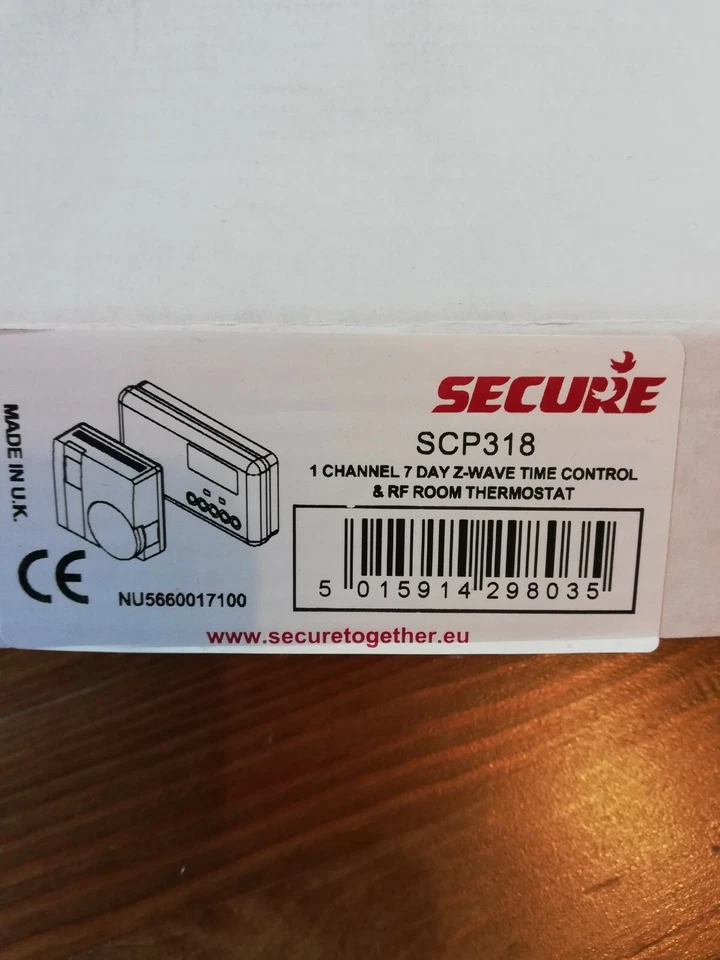 SECURE
SCP318
1 CHANNEL 7 DAY Z-WAVE TIME CONTROL
& RF ROOM THERMOSTAT
MADE IN U.K.
CE
NU5660017100
5 015914 298035
www.securetogether.eu